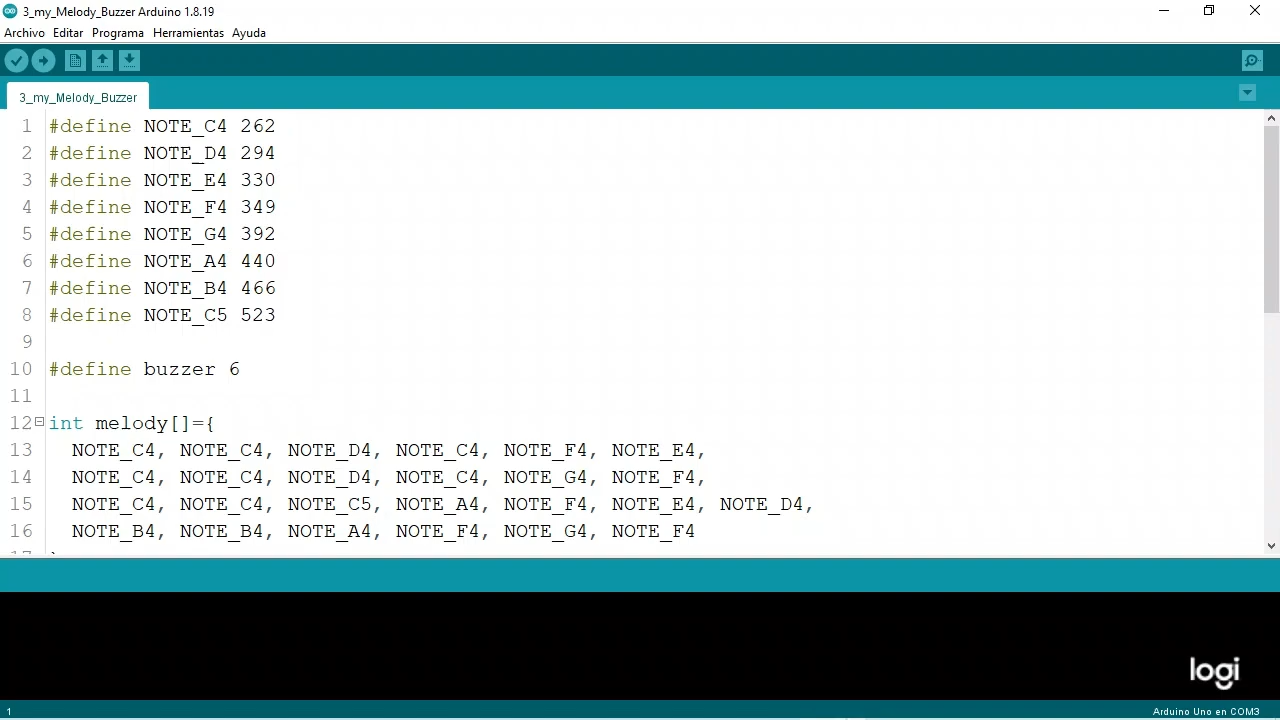 3_my_Melody_Buzzer Arduino 1.8.19
Archivo Editar Programa Herramientas Ayuda
3_my_Melody_Buzzer
1 #define NOTE_C4 262
2 #define NOTE_D4 294
3 #define NOTE_E4 330
4 #define NOTE_F4 349
5 #define NOTE_G4 392
6 #define NOTE_A4 440
7 #define NOTE_B4 466
8 #define NOTE_C5 523
9
10 #define buzzer 6
11
12 int melody[]={
13 NOTE_C4, NOTE_C4, NOTE_D4, NOTE_C4, NOTE_F4, NOTE_E4,
14 NOTE_C4, NOTE_C4, NOTE_D4, NOTE_C4, NOTE_G4, NOTE_F4,
15 NOTE_C4, NOTE_C4, NOTE_C5, NOTE_A4, NOTE_F4, NOTE_E4, NOTE_D4,
16 NOTE_B4, NOTE_B4, NOTE_A4, NOTE_F4, NOTE_G4, NOTE_F4
logi
1
Arduino Uno en COM3